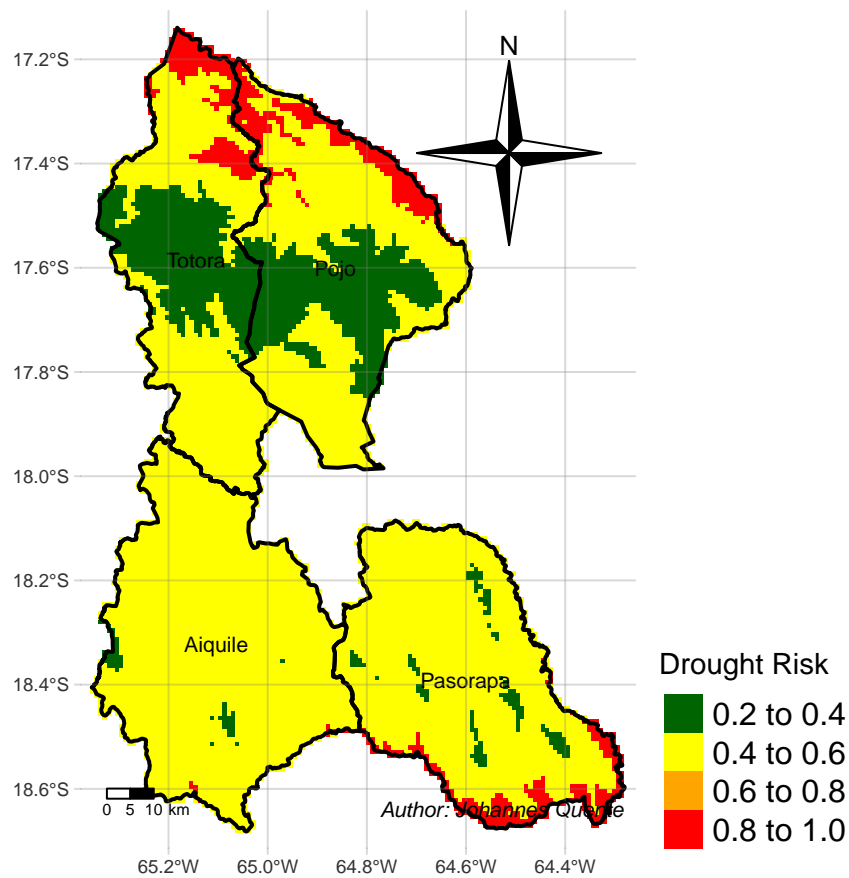 N
17.2°S
17.4°S
17.6°S
17.8°S
18.0°S
18.2°S
18.4°S
18.6°S
Totora
Pojo
Aiquile
Pasorapa
Drought Risk
0.2 to 0.4
0.4 to 0.6
0.6 to 0.8
0.8 to 1.0
0 5 10 km
Author: Johannes Quente
65.2°W 65.0°W 64.8°W 64.6°W 64.4°W